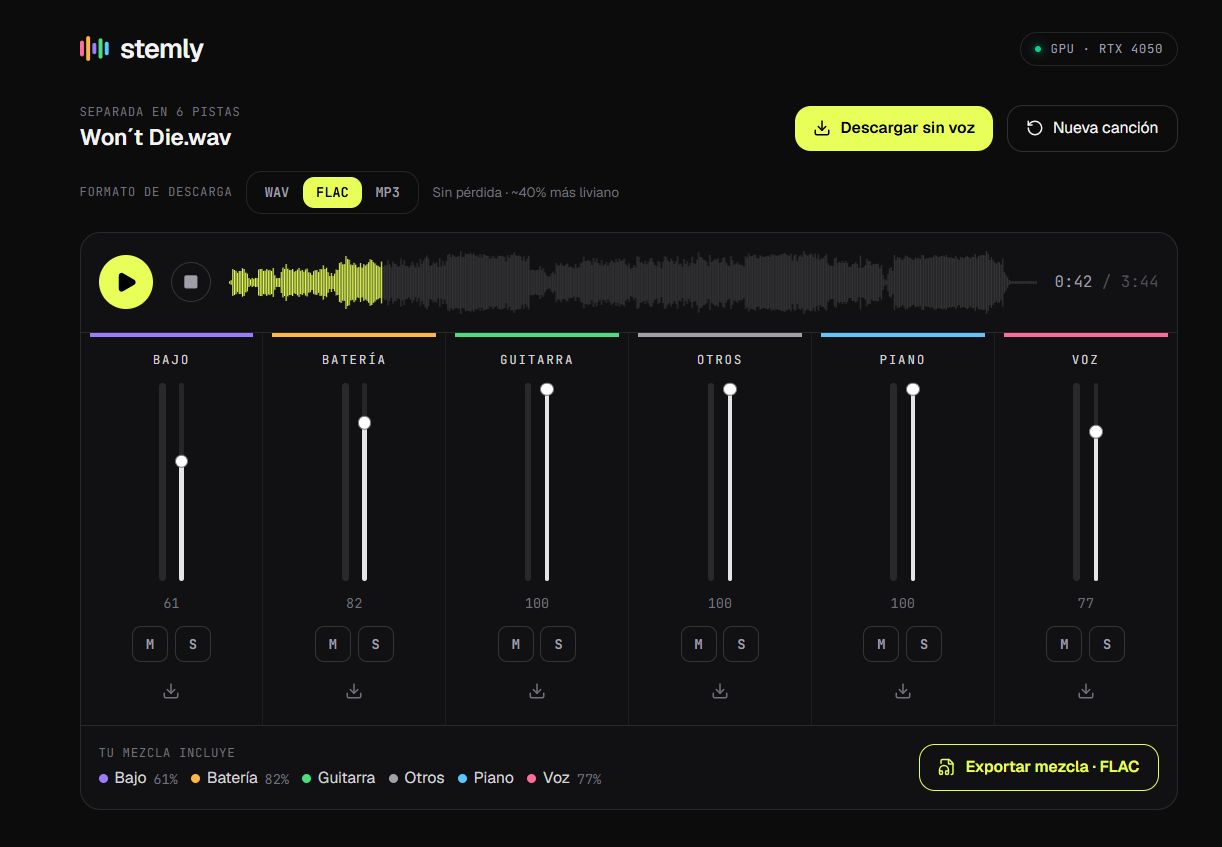 stemly
GPU · RTX 4050
SEPARADA EN 6 PISTAS
Won´t Die.wav
Descargar sin voz
Nueva canción
FORMATO DE DESCARGA
WAV FLAC MP3
Sin pérdida · ~40% más liviano
0:42 / 3:44
BAJO BATERÍA GUITARRA OTROS PIANO VOZ
61 82 100 100 100 77
M S M S M S M S M S M S
TU MEZCLA INCLUYE
Bajo 61% Batería 82% Guitarra Otros Piano Voz 77%
Exportar mezcla · FLAC